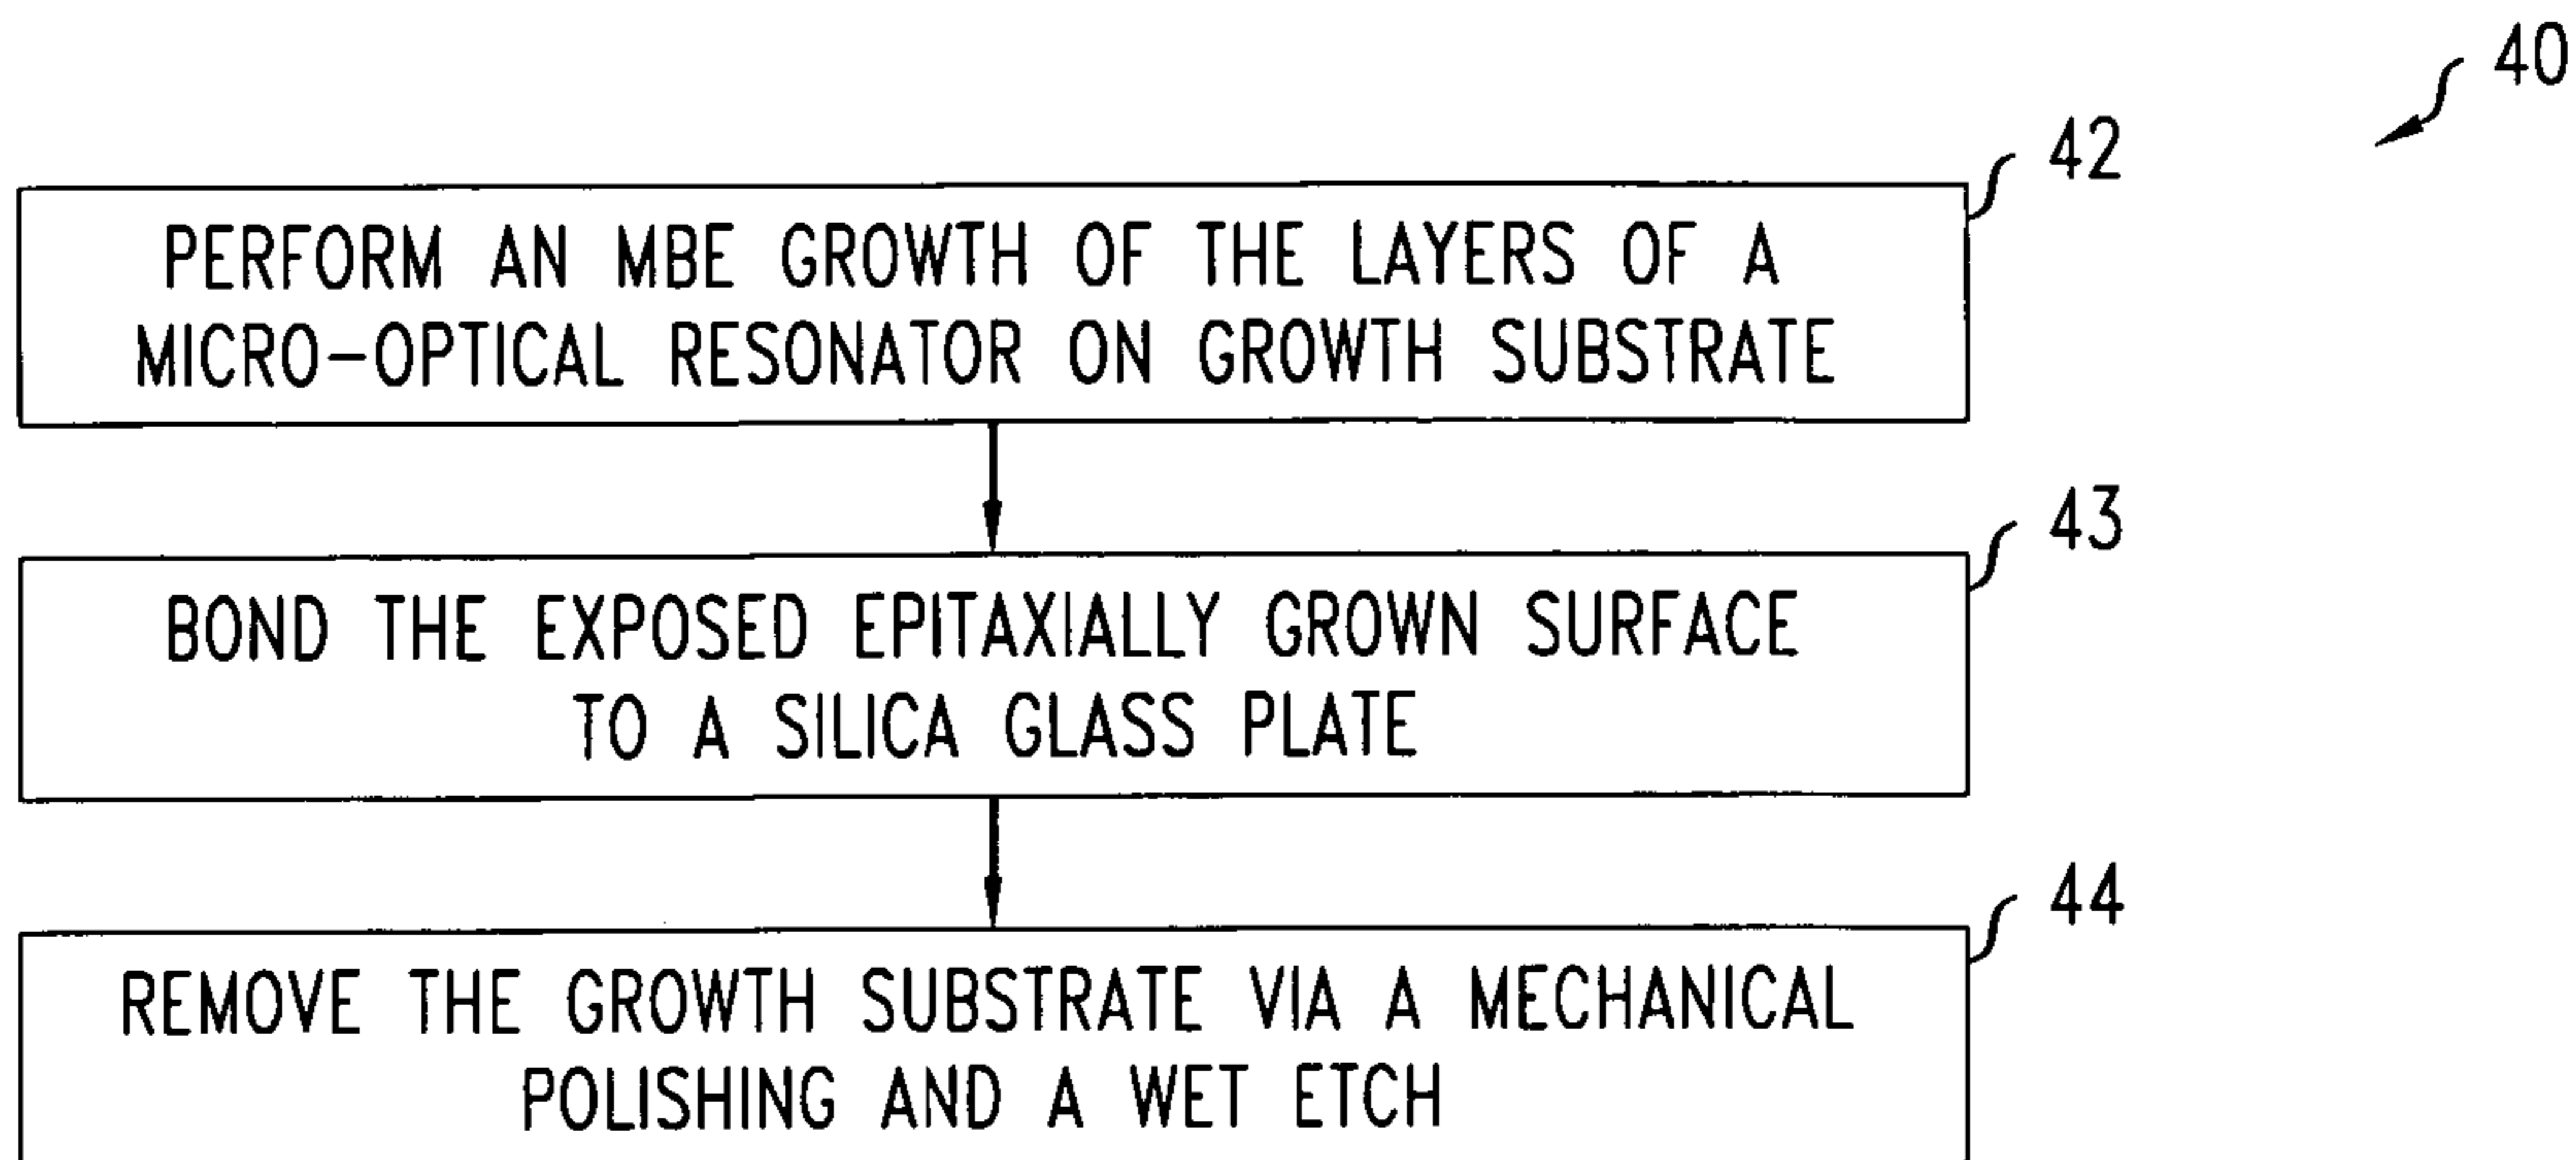 40
42
PERFORM AN MBE GROWTH OF THE LAYERS OF A
MICRO-OPTICAL RESONATOR ON GROWTH SUBSTRATE
43
BOND THE EXPOSED EPITAXIALLY GROWN SURFACE
TO A SILICA GLASS PLATE
44
REMOVE THE GROWTH SUBSTRATE VIA A MECHANICAL
POLISHING AND A WET ETCH